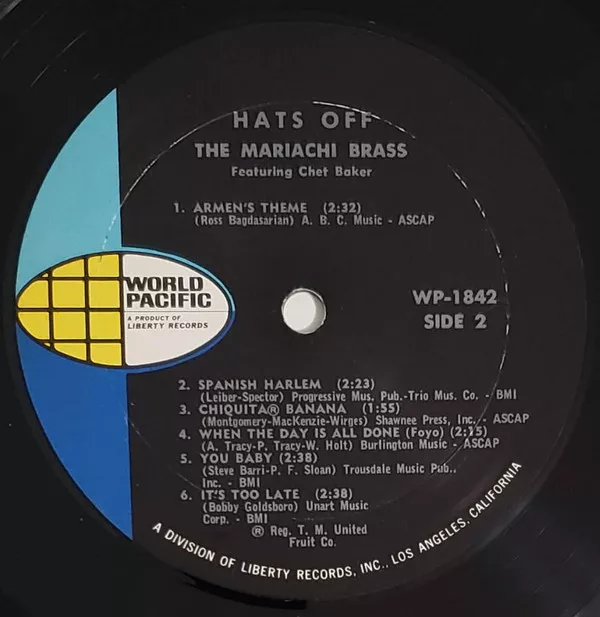 HATS OFF
THE MARIACHI BRASS
Featuring Chet Baker
1. ARMEN'S THEME (2:32)
(Ross Bagdasarian) A. B. C. Music - ASCAP
WORLD
PACIFIC
A PRODUCT OF
LIBERTY RECORDS
WP-1842
SIDE 2
2. SPANISH HARLEM (2:23)
(Leiber-Spector) Progressive Mus. Pub.-Trio Mus. Co. - BMI
3. CHIQUITA® BANANA (1:55)
(Montgomery-MacKenzie-Wirges) Shawnee Press, Inc. - ASCAP
4. WHEN THE DAY IS ALL DONE (Foyo) (2:15)
(A. Tracy-P. Tracy-W. Holt) Burlington Music - ASCAP
5. YOU BABY (2:38)
(Steve Barri-P. F. Sloan) Trousdale Music Pub.,
Inc. - BMI
6. IT'S TOO LATE (2:38)
(Bobby Goldsboro) Unart Music
Corp. - BMI
® Reg. T. M. United
Fruit Co.
A DIVISION OF LIBERTY RECORDS, INC., LOS ANGELES, CALIFORNIA